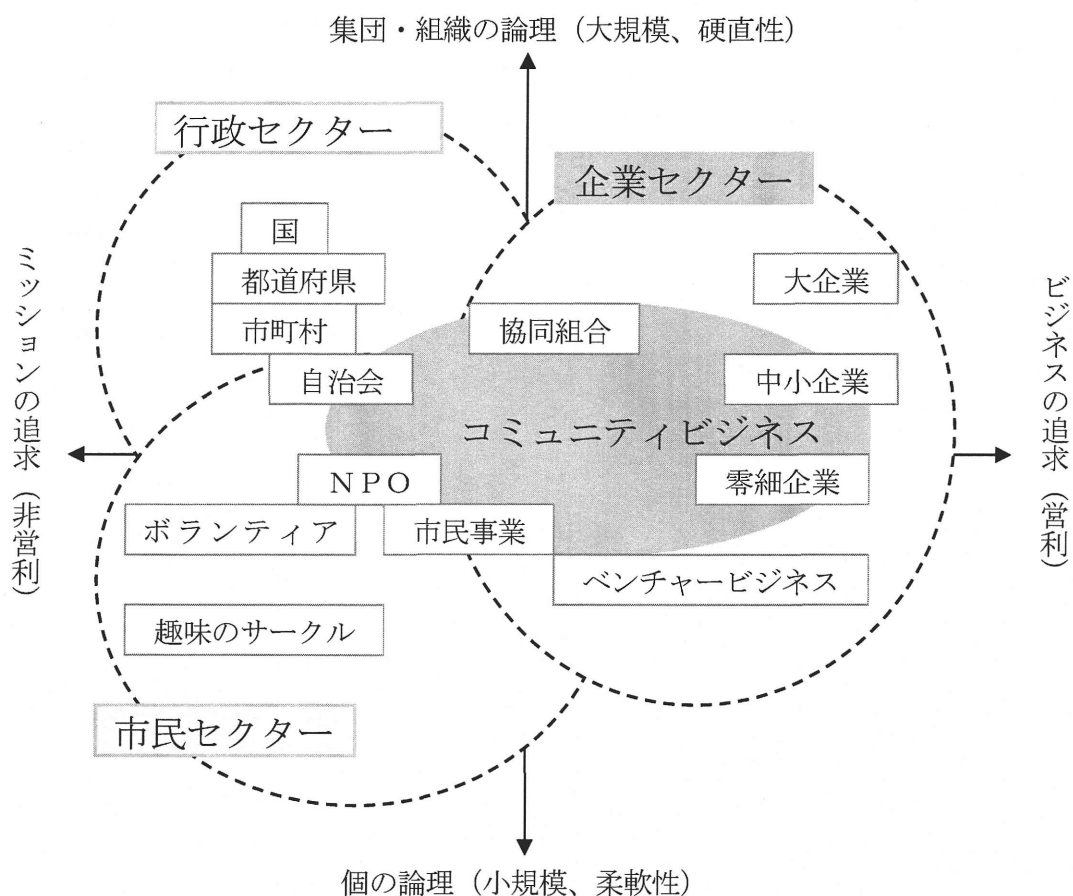 集団・組織の論理（大規模、硬直性）
行政セクター
企業セクター
国
都道府県
大企業
市町村
協同組合
自治会
中小企業
ミッションの追求（非営利）
ビジネスの追求（営利）
コミュニティビジネス
ＮＰＯ
零細企業
ボランティア
市民事業
ベンチャービジネス
趣味のサークル
市民セクター
個の論理（小規模、柔軟性）